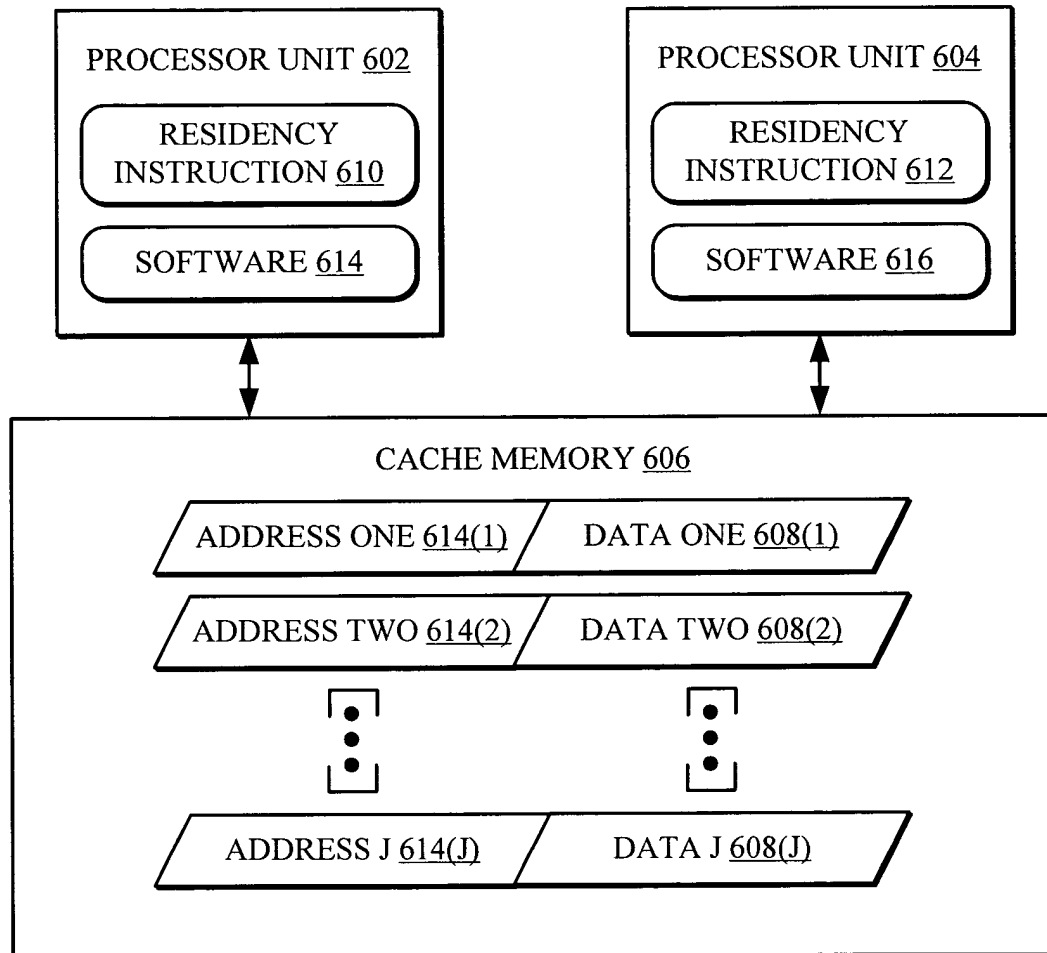 PROCESSOR UNIT 602
RESIDENCY
INSTRUCTION 610
SOFTWARE 614
PROCESSOR UNIT 604
RESIDENCY
INSTRUCTION 612
SOFTWARE 616
CACHE MEMORY 606
ADDRESS ONE 614(1)
DATA ONE 608(1)
ADDRESS TWO 614(2)
DATA TWO 608(2)
ADDRESS J 614(J)
DATA J 608(J)